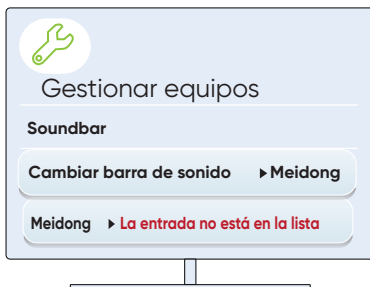 Gestionar equipos
Soundbar
Cambiar barra de sonido ▸ Meidong
Meidong ▸ La entrada no está en la lista